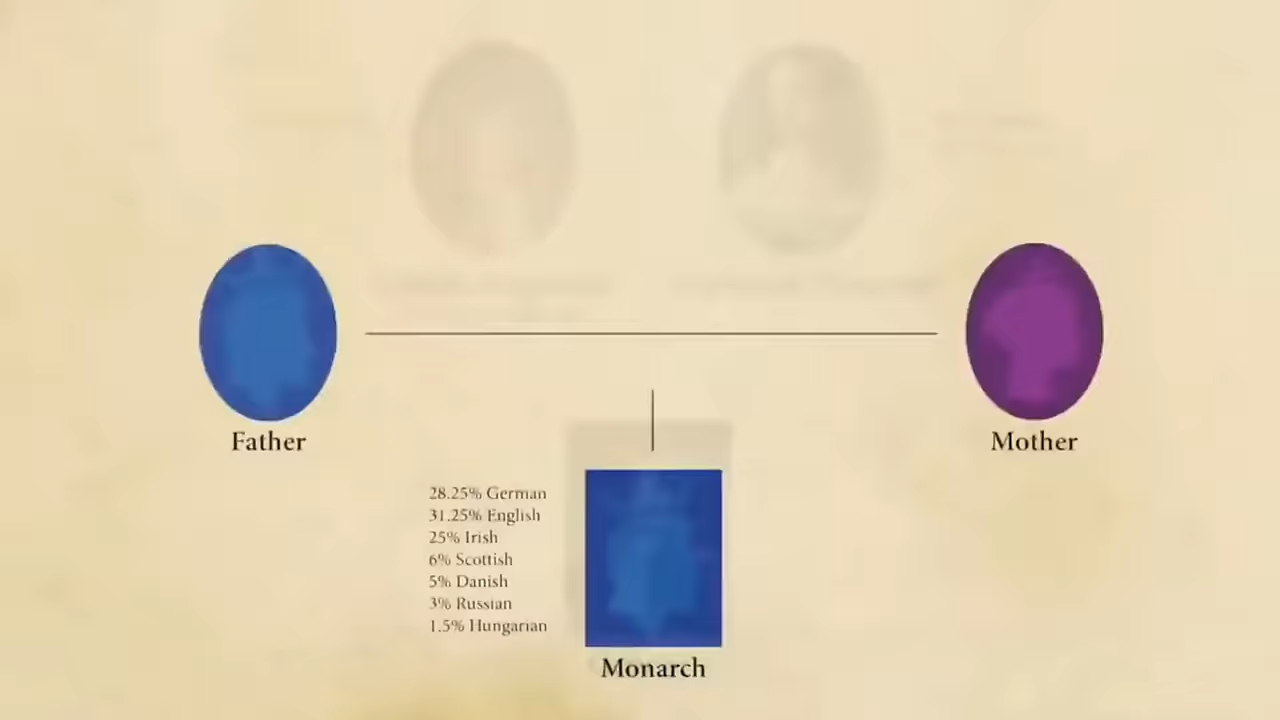 Father
Mother
28.25% German
31.25% English
25% Irish
6% Scottish
5% Danish
3% Russian
1.5% Hungarian
Monarch